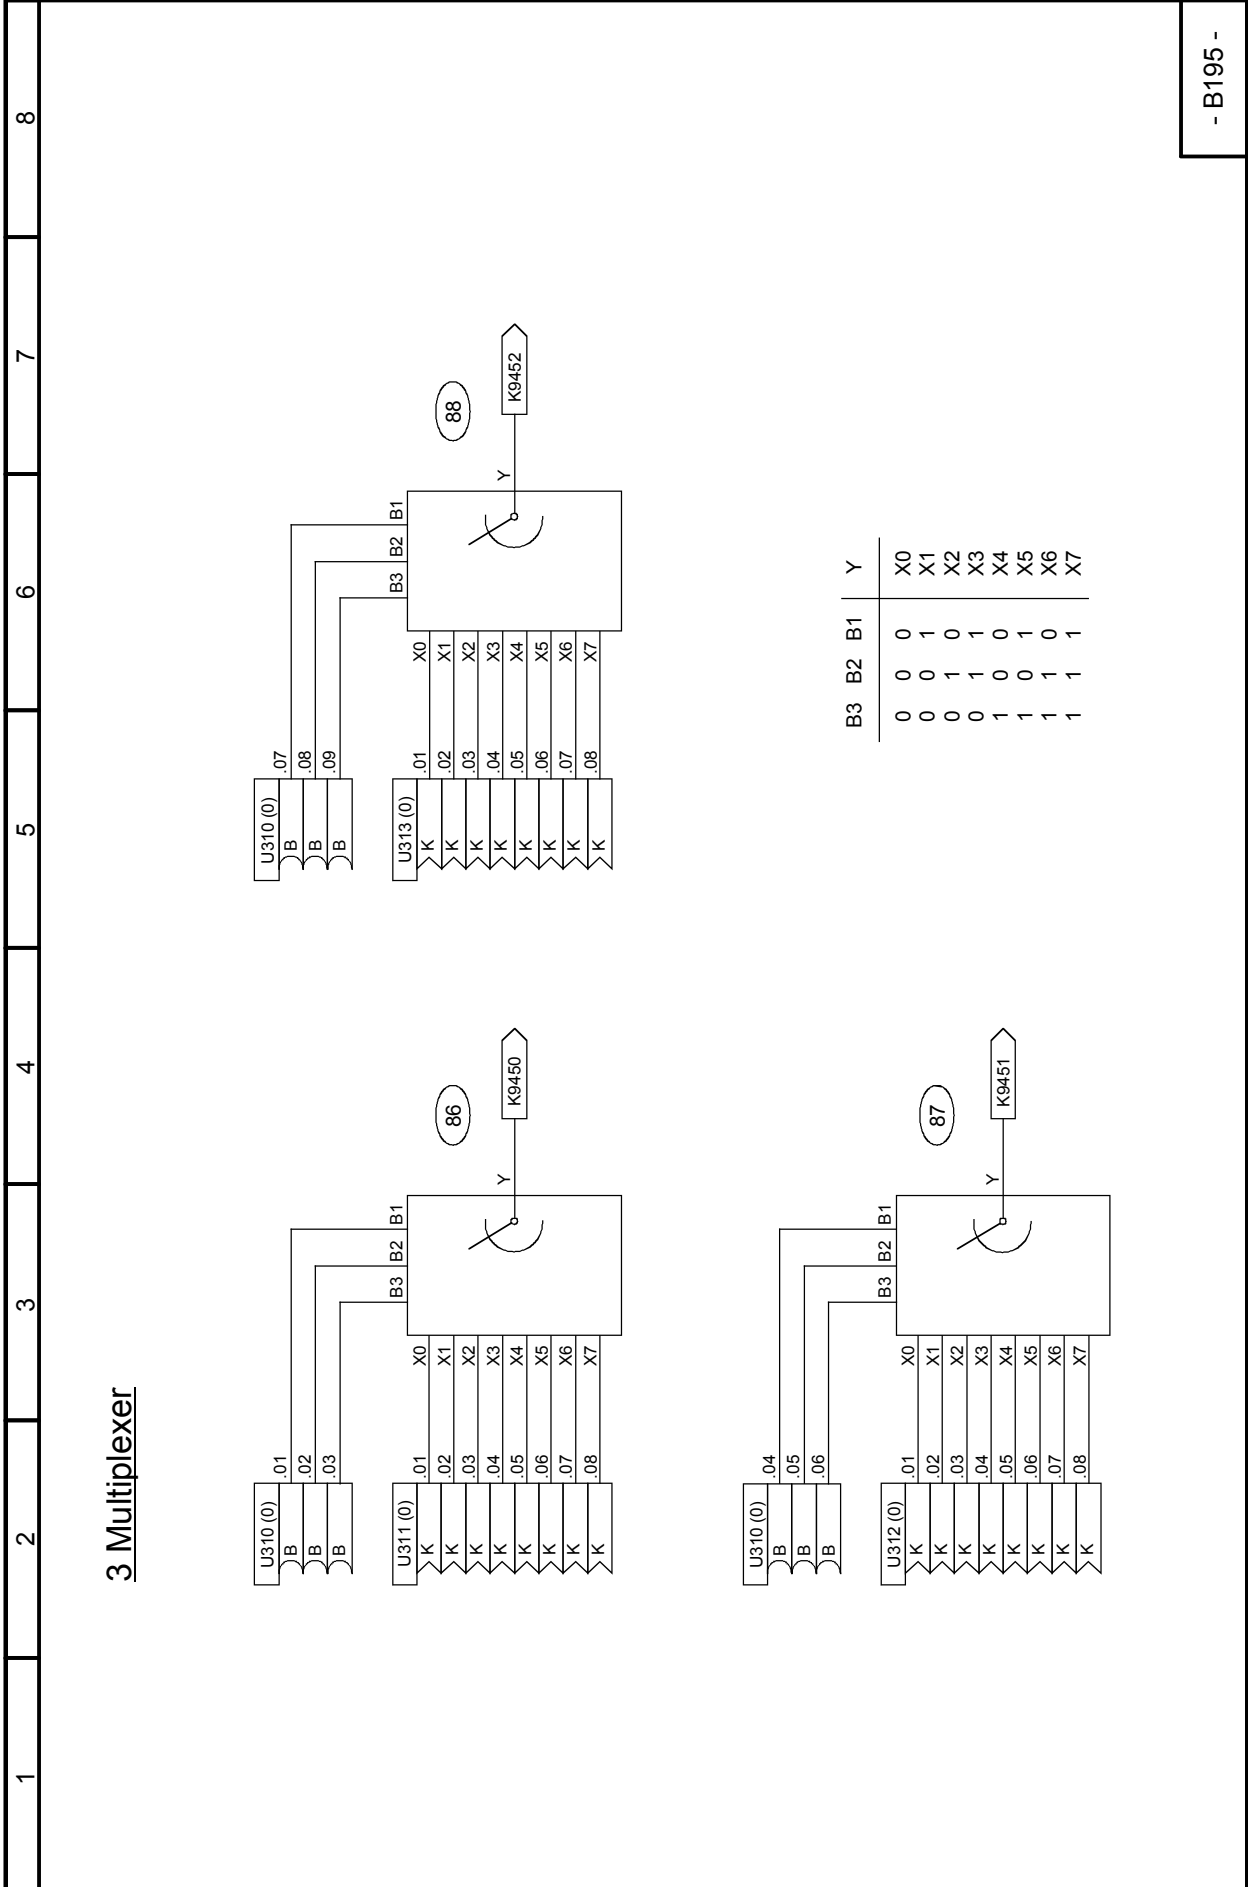 1 2 3 4 5 6 7 8
3 Multiplexer
U310 (0)
B .01
B .02
B .03
B3 B2 B1
U311 (0)
K .01 X0
K .02 X1
K .03 X2
K .04 X3
K .05 X4
K .06 X5
K .07 X6
K .08 X7
Y
86
K9450
U310 (0)
B .07
B .08
B .09
B3 B2 B1
U313 (0)
K .01 X0
K .02 X1
K .03 X2
K .04 X3
K .05 X4
K .06 X5
K .07 X6
K .08 X7
Y
88
K9452
U310 (0)
B .04
B .05
B .06
B3 B2 B1
U312 (0)
K .01 X0
K .02 X1
K .03 X2
K .04 X3
K .05 X4
K .06 X5
K .07 X6
K .08 X7
Y
87
K9451
B3 B2 B1 Y
0 0 0 X0
0 0 1 X1
0 1 0 X2
0 1 1 X3
1 0 0 X4
1 0 1 X5
1 1 0 X6
1 1 1 X7
- B195 -